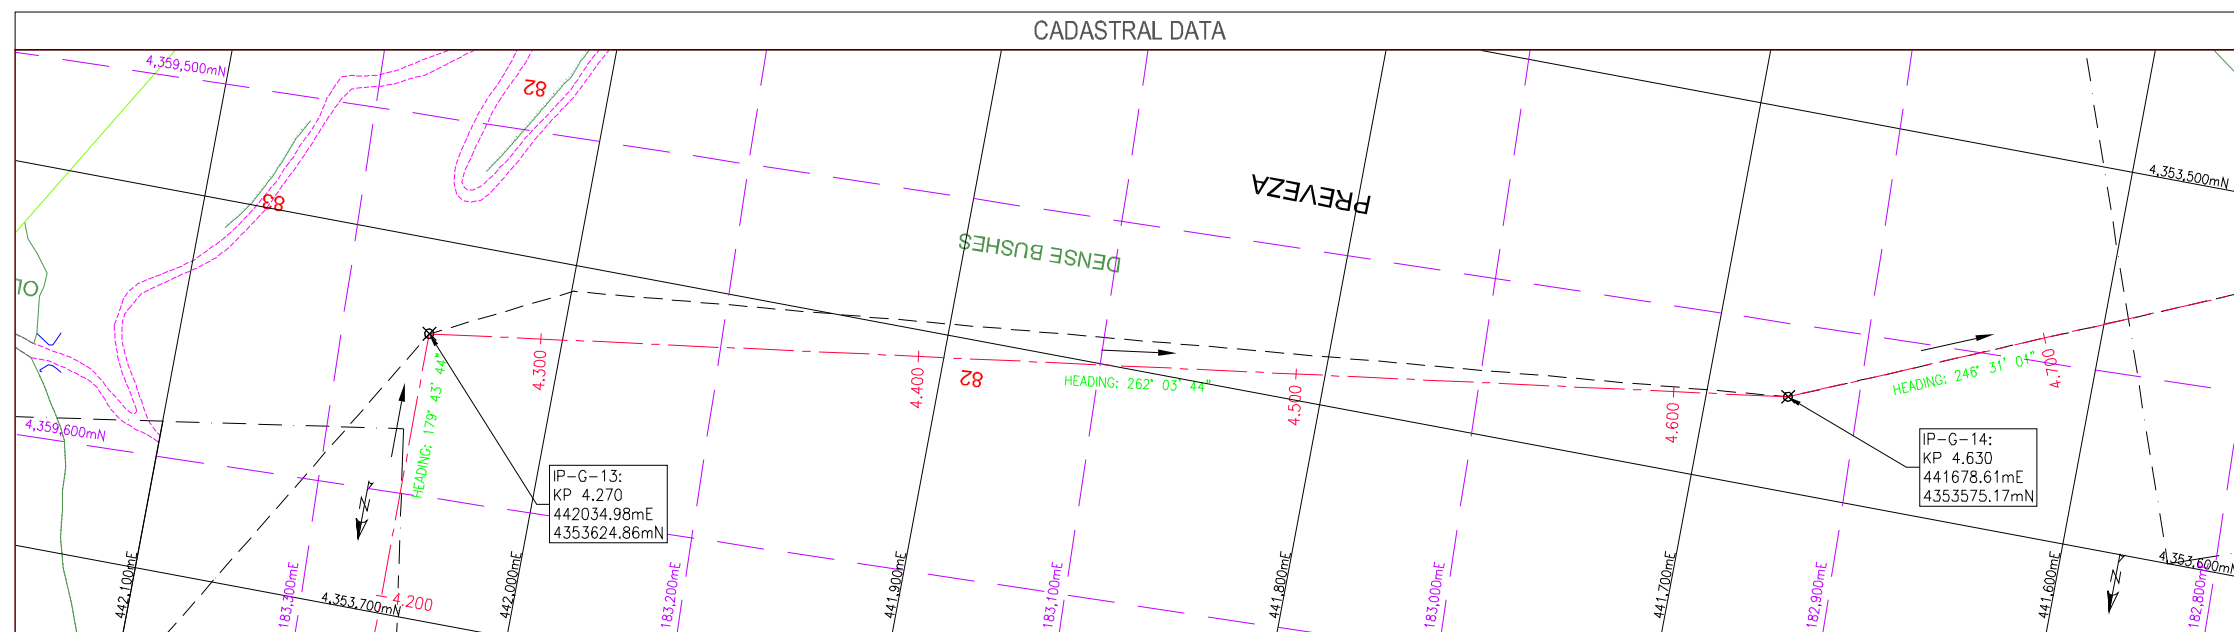 CADASTRAL DATA
4,359,500mN
82
83
PREVEZA
4,353,500mN
DENSE BUSHES
OL
4.300
4.400
82
HEADING: 262° 03' 44"
4.500
4.600
HEADING: 246° 31' 01"
4.700
HEADING: 179° 43' 44"
4,359,600mN
IP-G-13:
KP 4.270
442034.98mE
4353624.86mN
IP-G-14:
KP 4.630
441678.61mE
4353575.17mN
N
N
442,100mE
183,300mE
4,353,700mN
4.200
442,000mE
183,200mE
441,900mE
183,100mE
441,800mE
183,000mE
441,700mE
182,900mE
441,600mE
4,353,600mN
182,800mE